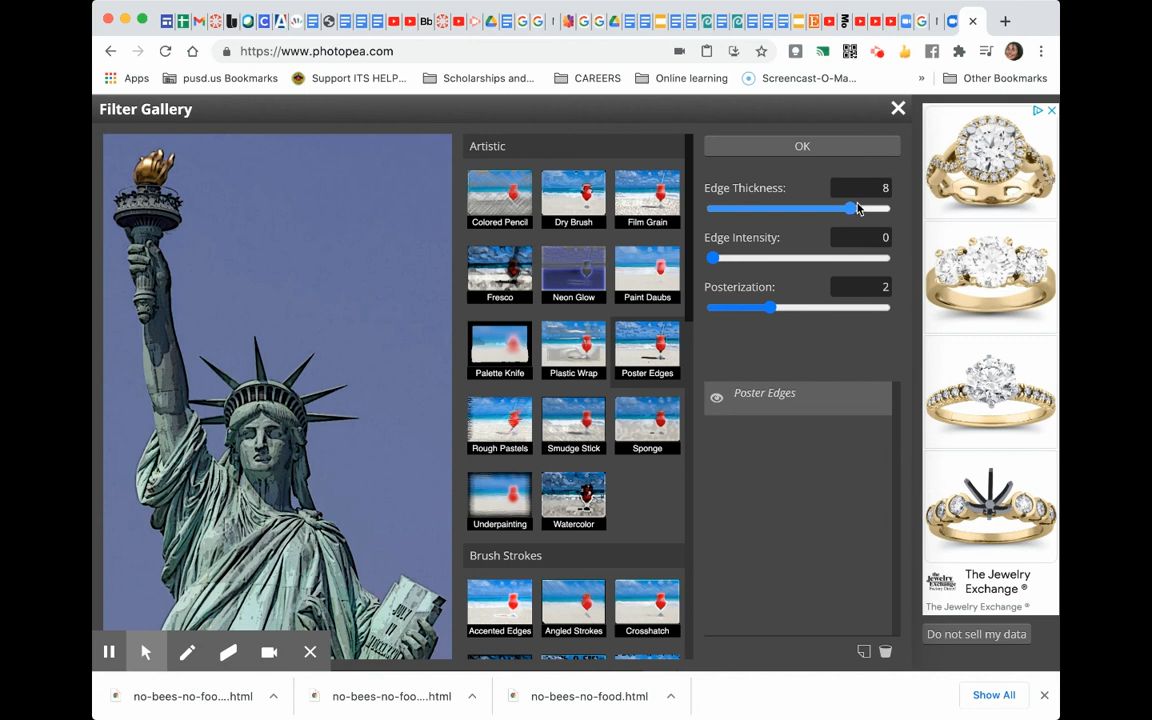 https://www.photopea.com
Apps
pusd.us Bookmarks
Support ITS HELP...
Scholarships and...
CAREERS
Online learning
Screencast-O-Ma...
»
Other Bookmarks
Filter Gallery
Artistic
OK
Colored Pencil
Dry Brush
Film Grain
Edge Thickness:
8
Edge Intensity:
0
Fresco
Neon Glow
Paint Daubs
Posterization:
2
Palette Knife
Plastic Wrap
Poster Edges
Poster Edges
Rough Pastels
Smudge Stick
Sponge
Underpainting
Watercolor
Brush Strokes
Accented Edges
Angled Strokes
Crosshatch
The Jewelry
Exchange ®
The Jewelry Exchange ®
Do not sell my data
no-bees-no-foo....html
no-bees-no-foo....html
no-bees-no-food.html
Show All